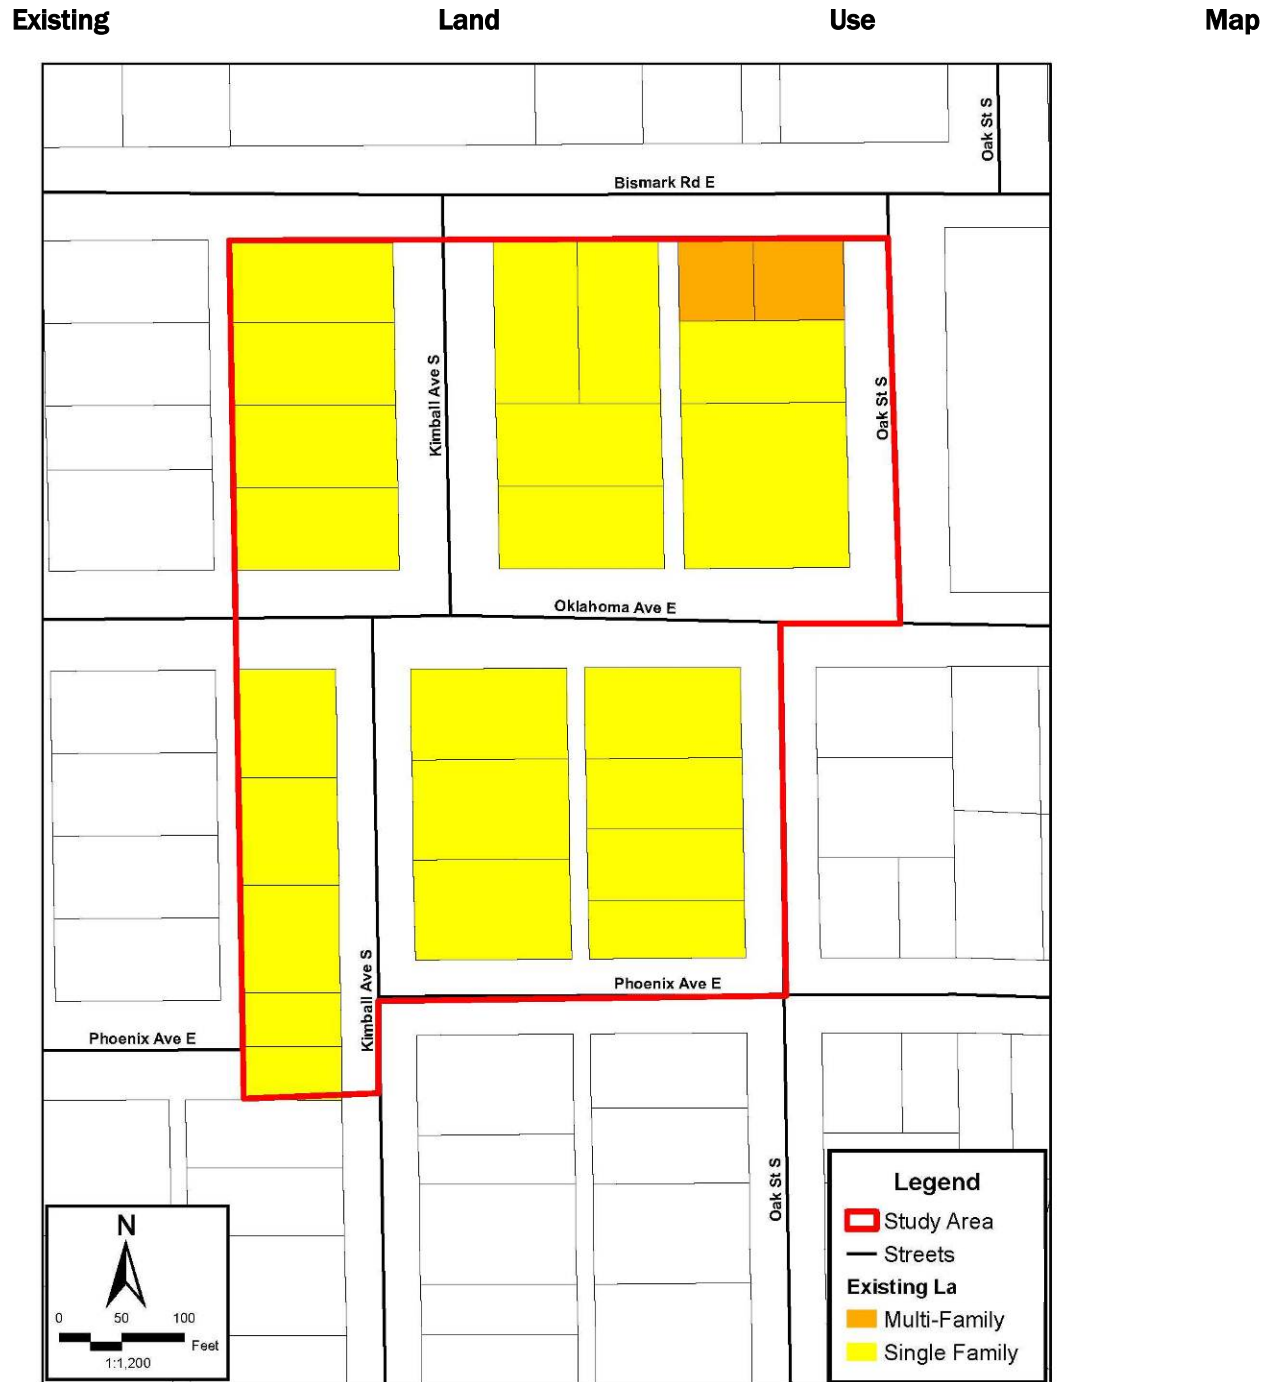 Existing Land Use Map
Oak St S
Bismark Rd E
Kimball Ave S
Oak St S
Oklahoma Ave E
Kimball Ave S
Phoenix Ave E
Phoenix Ave E
Oak St S
N
0 50 100
Feet
1:1,200
Legend
Study Area
Streets
Existing La
Multi-Family
Single Family